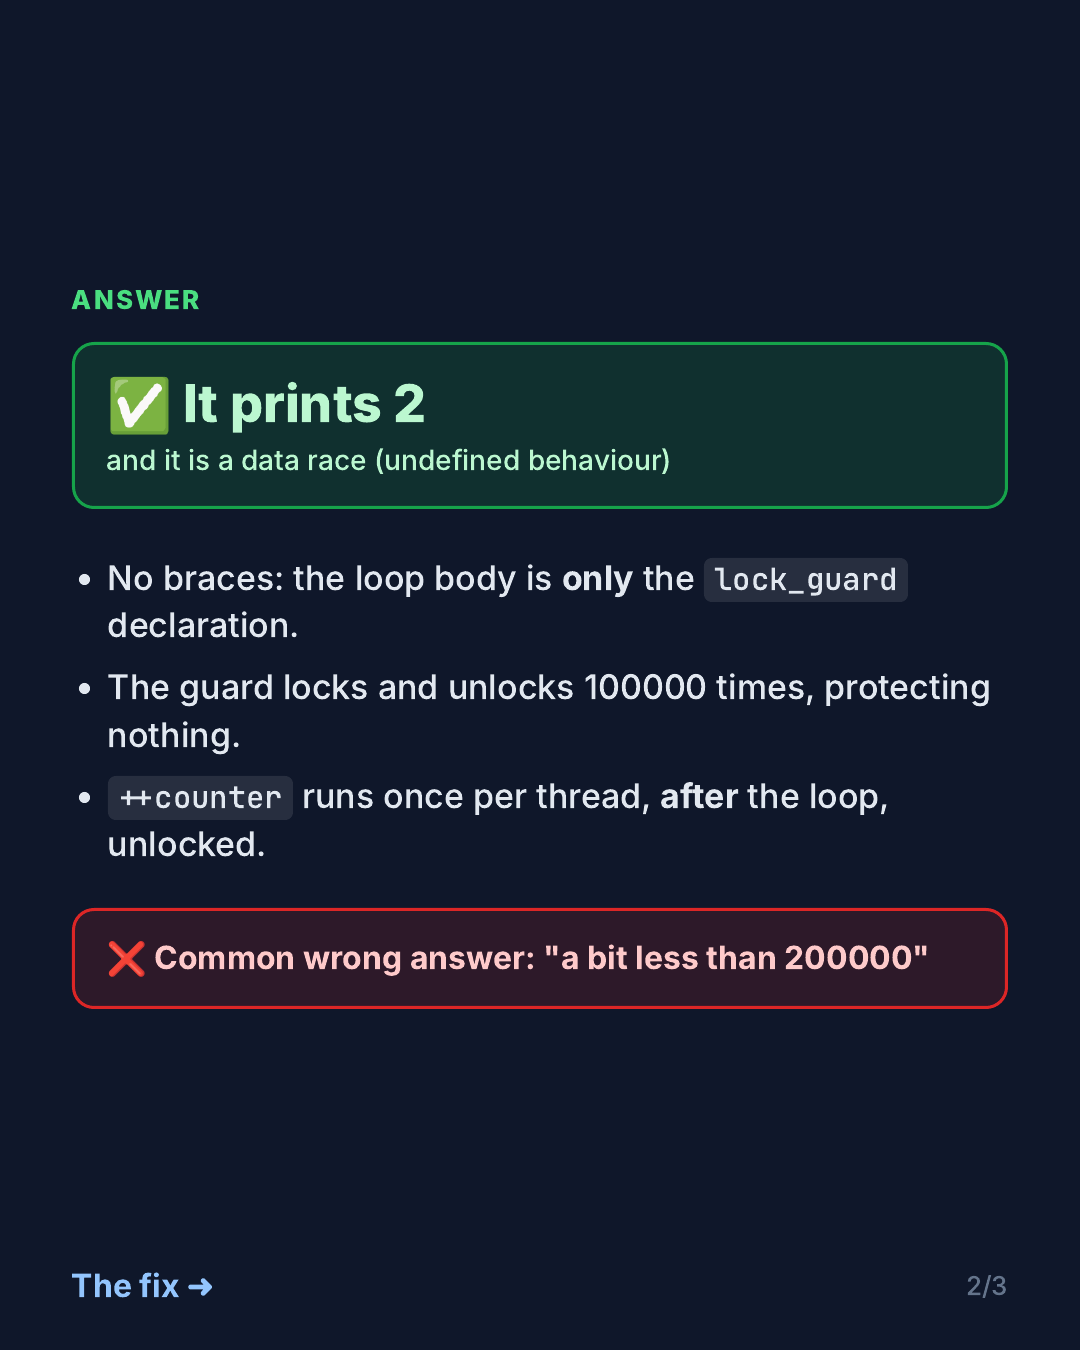 ANSWER
✅ It prints 2
and it is a data race (undefined behaviour)
• No braces: the loop body is only the lock_guard
declaration.
• The guard locks and unlocks 100000 times, protecting
nothing.
• ++counter runs once per thread, after the loop,
unlocked.
❌ Common wrong answer: "a bit less than 200000"
The fix ➜
2/3